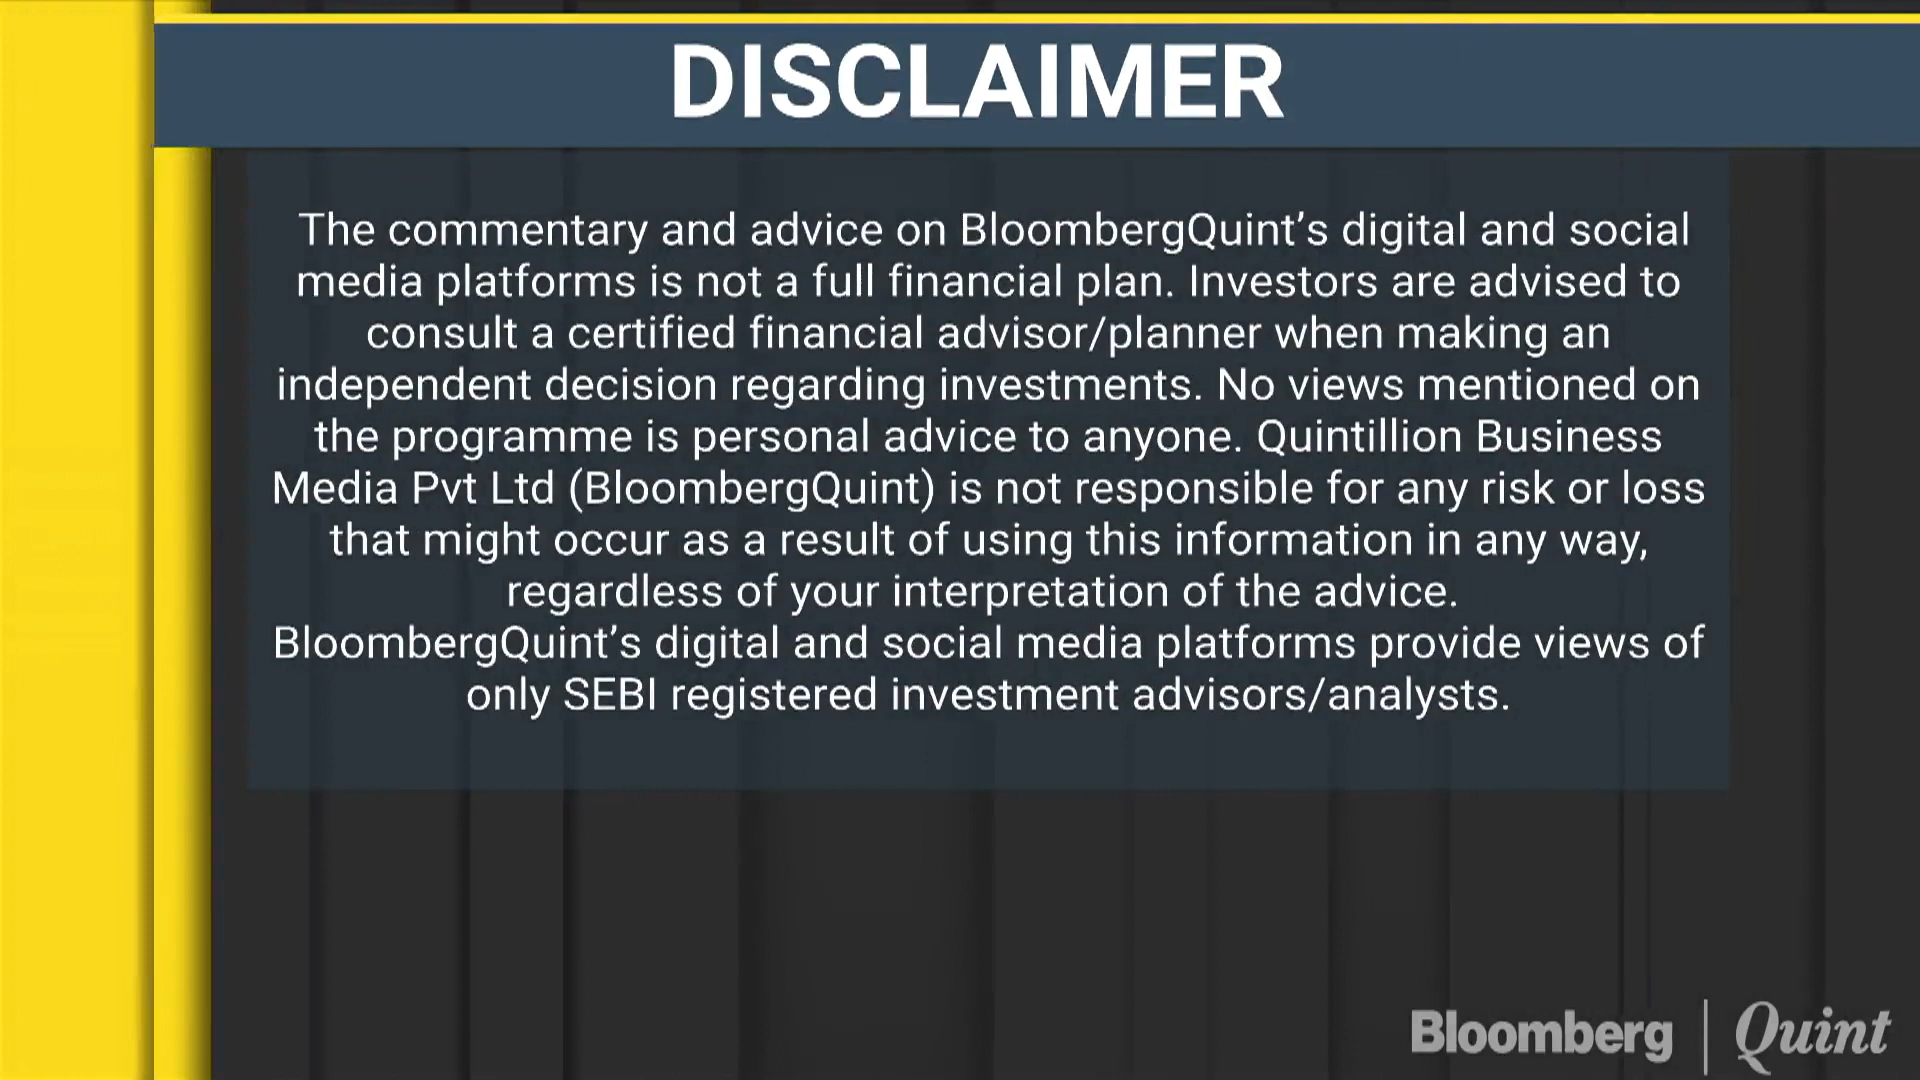 DISCLAIMER
The commentary and advice on BloombergQuint’s digital and social
media platforms is not a full financial plan. Investors are advised to
consult a certified financial advisor/planner when making an
independent decision regarding investments. No views mentioned on
the programme is personal advice to anyone. Quintillion Business
Media Pvt Ltd (BloombergQuint) is not responsible for any risk or loss
that might occur as a result of using this information in any way,
regardless of your interpretation of the advice.
BloombergQuint’s digital and social media platforms provide views of
only SEBI registered investment advisors/analysts.
Bloomberg | Quint